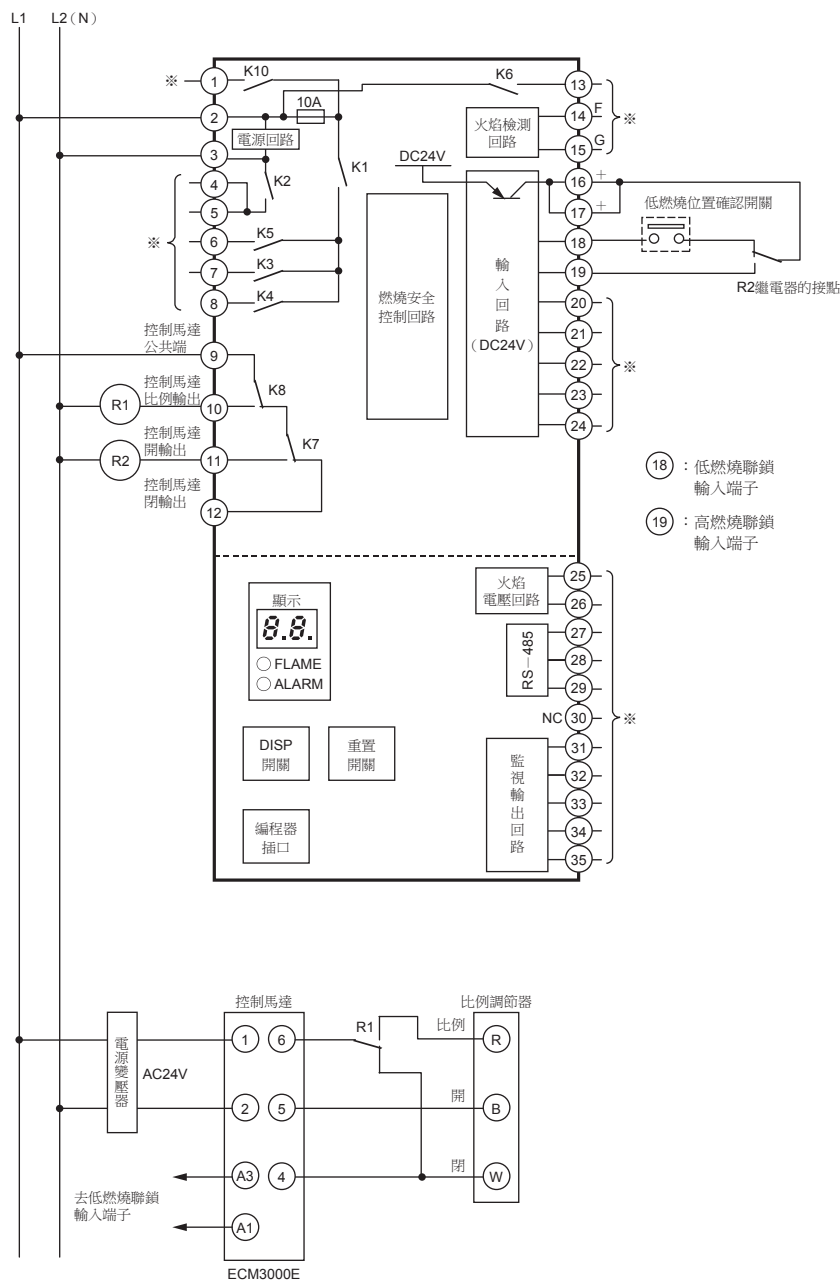 L1
L2（N）
※
1
K10
K6
13
2
10A
14
F
火焰檢測
回路
※
電源回路
15
G
3
DC24V
K1
16
＋
4
K2
17
＋
低燃燒位置確認開關
5
※
6
K5
18
7
K3
19
R2繼電器的接點
8
K4
燃燒安全
控制回路
輸
入
回
路
（DC24V）
20
21
22
23
24
※
控制馬達
公共端
9
K8
R1
控制馬達
比例輸出
10
K7
R2
控制馬達
開輸出
11
控制馬達
閉輸出
12
18
：低燃燒聯鎖
輸入端子
19
：高燃燒聯鎖
輸入端子
火焰
電壓回路
25
26
顯示
8.8.
FLAME
ALARM
RS－485
27
28
29
NC
30
※
DISP
開關
重置
開關
監
視
輸
出
回
路
31
32
33
34
35
編程器
插口
控制馬達
比例調節器
電
源
變
壓
器
AC24V
1
6
R1
比例
R
2
5
開
B
A3
4
閉
W
去低燃燒聯鎖
輸入端子
A1
ECM3000E